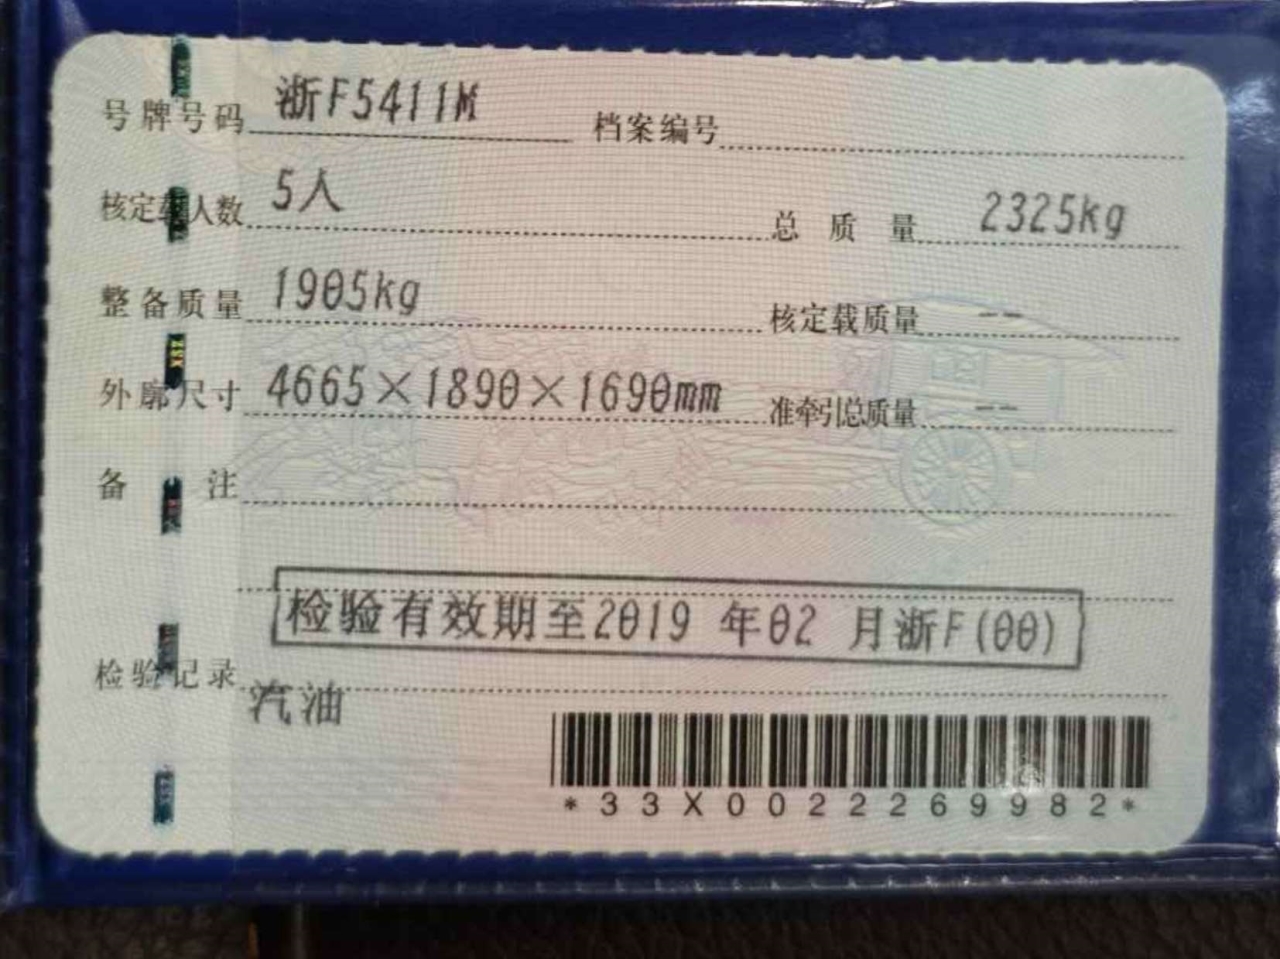 号牌号码 浙F5411M 档案编号
核定载人数 5人 总质量 2325kg
整备质量 1905kg 核定载质量 --
外廓尺寸 4665×1890×1690mm 准牵引总质量 --
备注
检验有效期至2019 年02 月浙F(00)
检验记录
汽油
*33X0022269982*